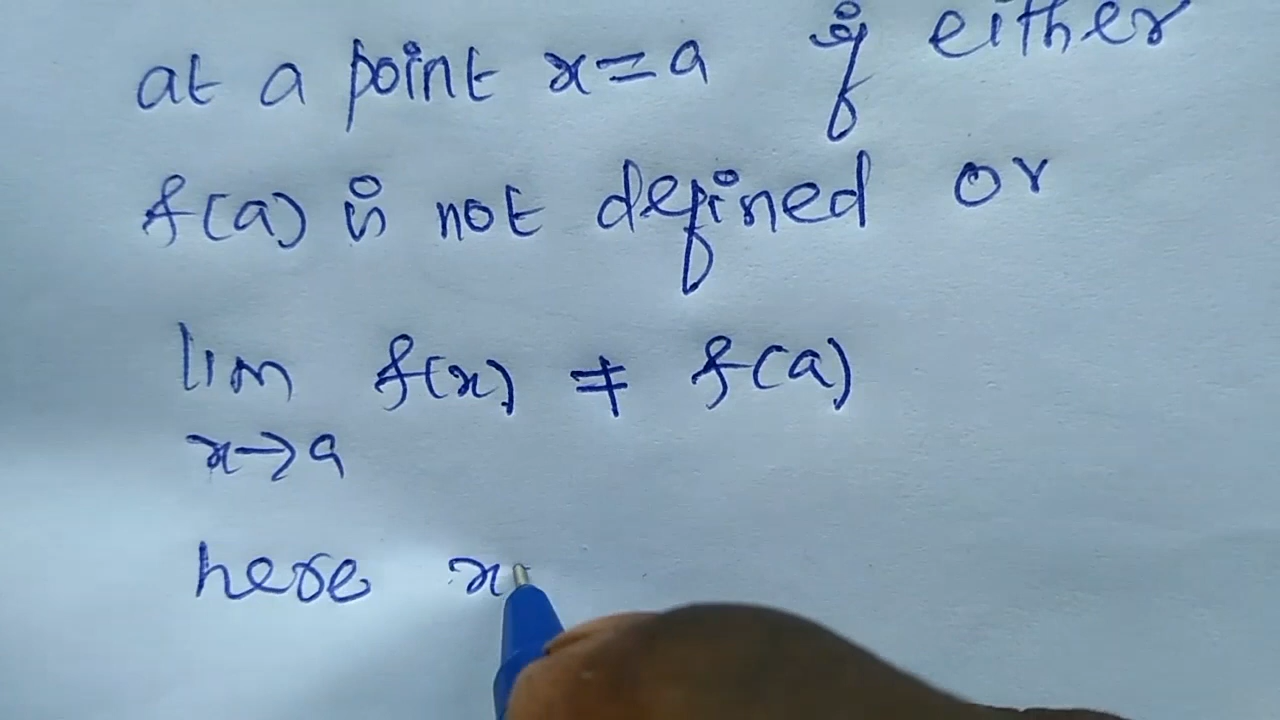 at a point x=a if either
f(a) is not defined or
lim f(x) ≠ f(a)
x→a
here x